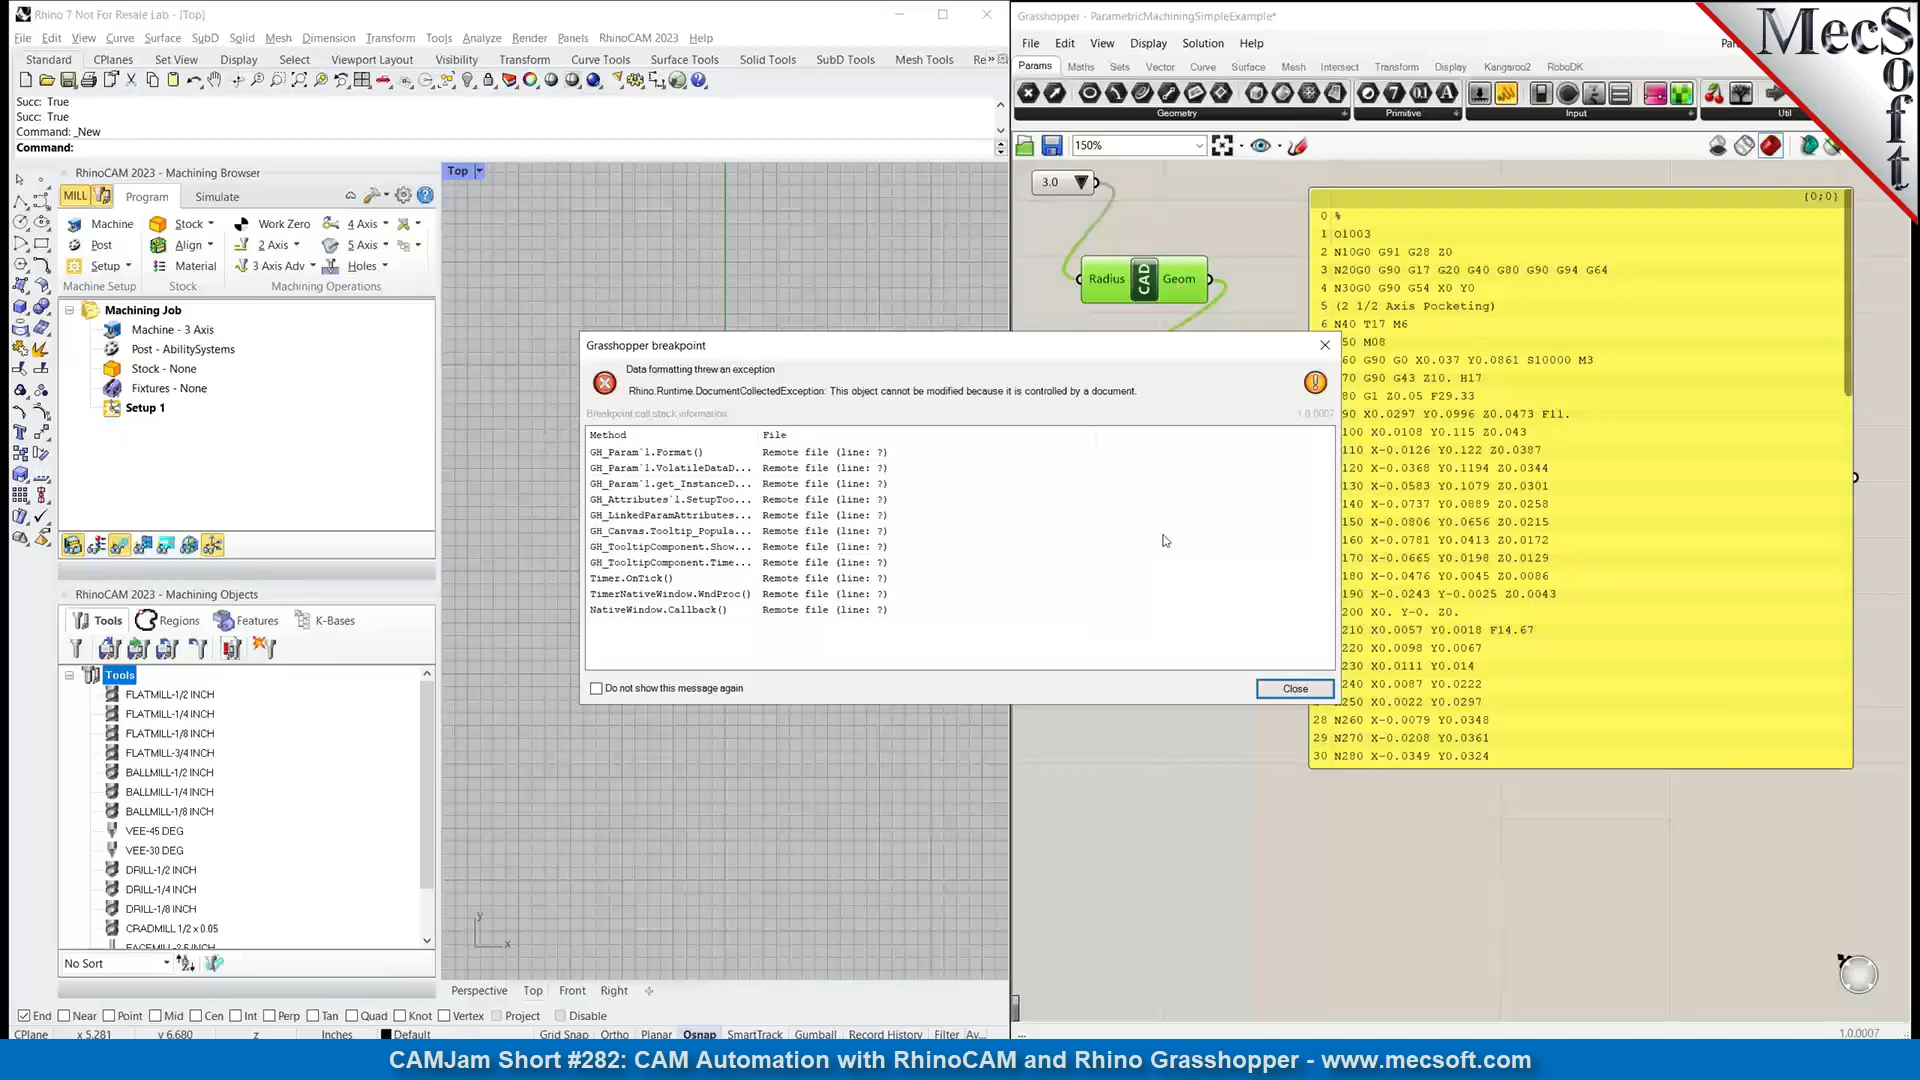 Rhino 7 Not For Resale Lab - [Top]
File Edit View Curve Surface SubD Solid Mesh Dimension Transform Tools Analyze Render Panels RhinoCAM 2023 Help
Standard CPlanes Set View Display Select Viewport Layout Visibility Transform Curve Tools Surface Tools Solid Tools SubD Tools Mesh Tools Re»
Succ: True
Succ: True
Command: _New
Command:
RhinoCAM 2023 - Machining Browser
MILL Program Simulate
Machine Stock Work Zero 4 Axis
Post Align 2 Axis 5 Axis
Setup Material 3 Axis Adv Holes
Machine Setup Stock Machining Operations
Machining Job
Machine - 3 Axis
Post - AbilitySystems
Stock - None
Fixtures - None
Setup 1
RhinoCAM 2023 - Machining Objects
Tools Regions Features K-Bases
Tools
FLATMILL-1/2 INCH
FLATMILL-1/4 INCH
FLATMILL-1/8 INCH
FLATMILL-3/4 INCH
BALLMILL-1/2 INCH
BALLMILL-1/4 INCH
BALLMILL-1/8 INCH
VEE-45 DEG
VEE-30 DEG
DRILL-1/2 INCH
DRILL-1/4 INCH
DRILL-1/8 INCH
CRADMILL 1/2 x 0.05
FACEMILL-2.5 INCH
No Sort
Top
y
x
Perspective Top Front Right
End Near Point Mid Cen Int Perp Tan Quad Knot Vertex Project Disable
CPlane x 5.281 y 6.680 z Inches Default Grid Snap Ortho Planar Osnap SmartTrack Gumball Record History Filter Av...
Grasshopper - ParametricMachiningSimpleExample*
File Edit View Display Solution Help
Params Maths Sets Vector Curve Surface Mesh Intersect Transform Display Kangaroo2 RoboDK
Geometry Primitive Input Util
150%
3.0
Radius CAD Geom
{0;0}
0 %
1 O1003
2 N10G0 G91 G28 Z0
3 N20G0 G90 G17 G20 G40 G80 G90 G94 G64
4 N30G0 G90 G54 X0 Y0
5 (2 1/2 Axis Pocketing)
6 N40 T17 M6
50 M08
60 G90 G0 X0.037 Y0.0861 S10000 M3
70 G90 G43 Z10. H17
80 G1 Z0.05 F29.33
90 X0.0297 Y0.0996 Z0.0473 F11.
100 X0.0108 Y0.115 Z0.043
110 X-0.0126 Y0.122 Z0.0387
120 X-0.0368 Y0.1194 Z0.0344
130 X-0.0583 Y0.1079 Z0.0301
140 X-0.0737 Y0.0889 Z0.0258
150 X-0.0806 Y0.0656 Z0.0215
160 X-0.0781 Y0.0413 Z0.0172
170 X-0.0665 Y0.0198 Z0.0129
180 X-0.0476 Y0.0045 Z0.0086
190 X-0.0243 Y-0.0025 Z0.0043
200 X0. Y-0. Z0.
210 X0.0057 Y0.0018 F14.67
220 X0.0098 Y0.0067
230 X0.0111 Y0.014
240 X0.0087 Y0.0222
250 X0.0022 Y0.0297
28 N260 X-0.0079 Y0.0348
29 N270 X-0.0208 Y0.0361
30 N280 X-0.0349 Y0.0324
1.0.0007
MecSoft
Grasshopper breakpoint
Data formatting threw an exception
Rhino.Runtime.DocumentCollectedException: This object cannot be modified because it is controlled by a document.
Breakpoint call stack information 1.0.0007
Method File
GH_Param`1.Format() Remote file (line: ?)
GH_Param`1.VolatileDataD... Remote file (line: ?)
GH_Param`1.get_InstanceD... Remote file (line: ?)
GH_Attributes`1.SetupToo... Remote file (line: ?)
GH_LinkedParamAttributes... Remote file (line: ?)
GH_Canvas.Tooltip_Popula... Remote file (line: ?)
GH_TooltipComponent.Show... Remote file (line: ?)
GH_TooltipComponent.Time... Remote file (line: ?)
Timer.OnTick() Remote file (line: ?)
TimerNativeWindow.WndProc() Remote file (line: ?)
NativeWindow.Callback() Remote file (line: ?)
Do not show this message again Close
CAMJam Short #282: CAM Automation with RhinoCAM and Rhino Grasshopper - www.mecsoft.com